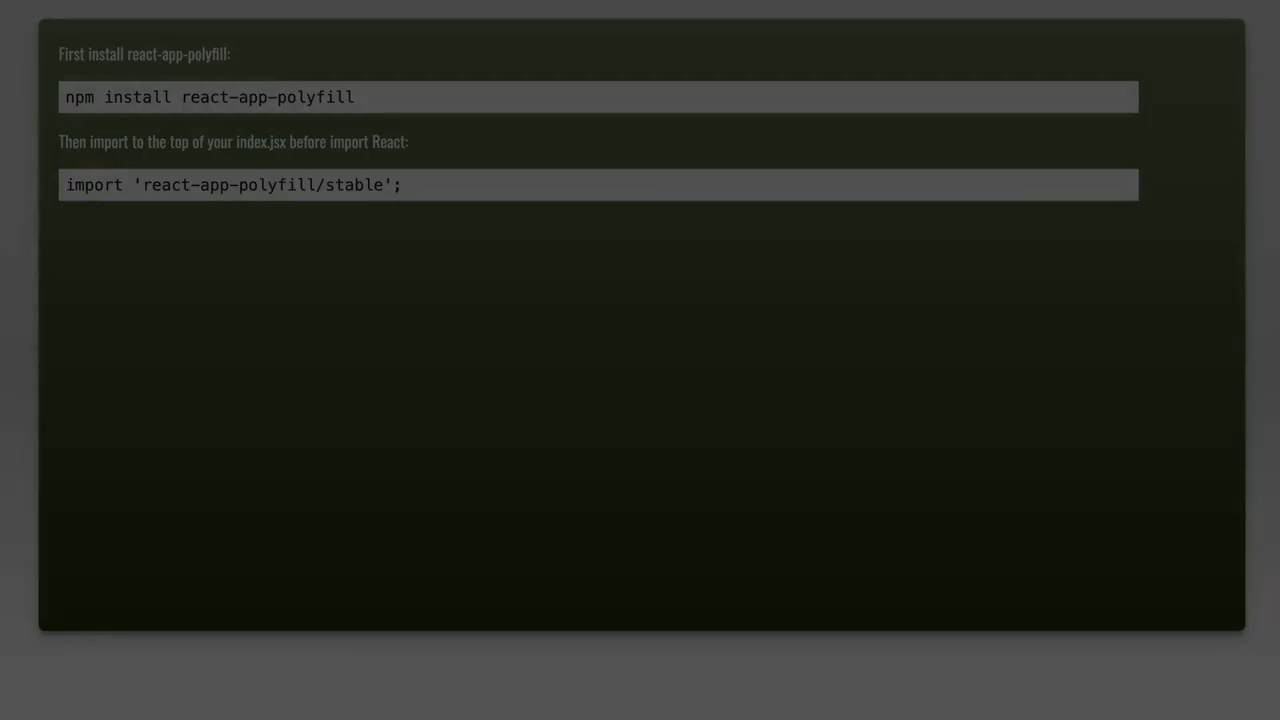 First install react-app-polyfill:
npm install react-app-polyfill
Then import to the top of your index.jsx before import React:
import 'react-app-polyfill/stable';